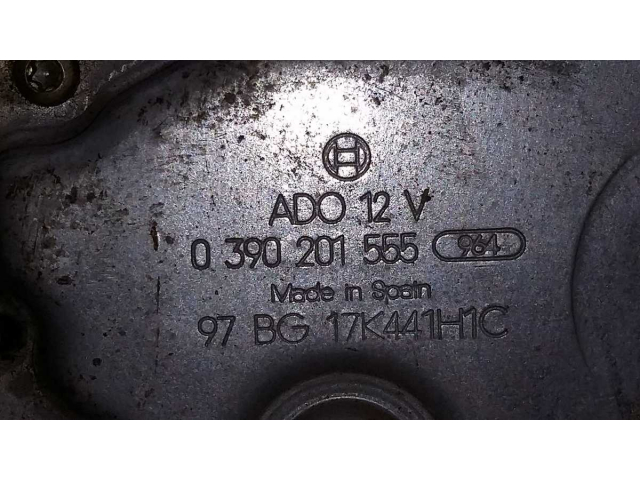 ADO 12 V
0 390 201 555 964
Made in Spain
97 BG 17K441H1C